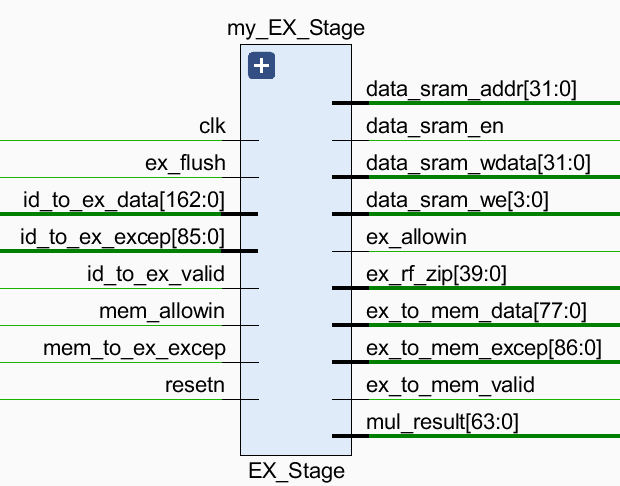 my_EX_Stage
data_sram_addr[31:0]
clk
data_sram_en
ex_flush
data_sram_wdata[31:0]
id_to_ex_data[162:0]
data_sram_we[3:0]
id_to_ex_excep[85:0]
ex_allowin
id_to_ex_valid
ex_rf_zip[39:0]
mem_allowin
ex_to_mem_data[77:0]
mem_to_ex_excep
ex_to_mem_excep[86:0]
resetn
ex_to_mem_valid
mul_result[63:0]
EX_Stage